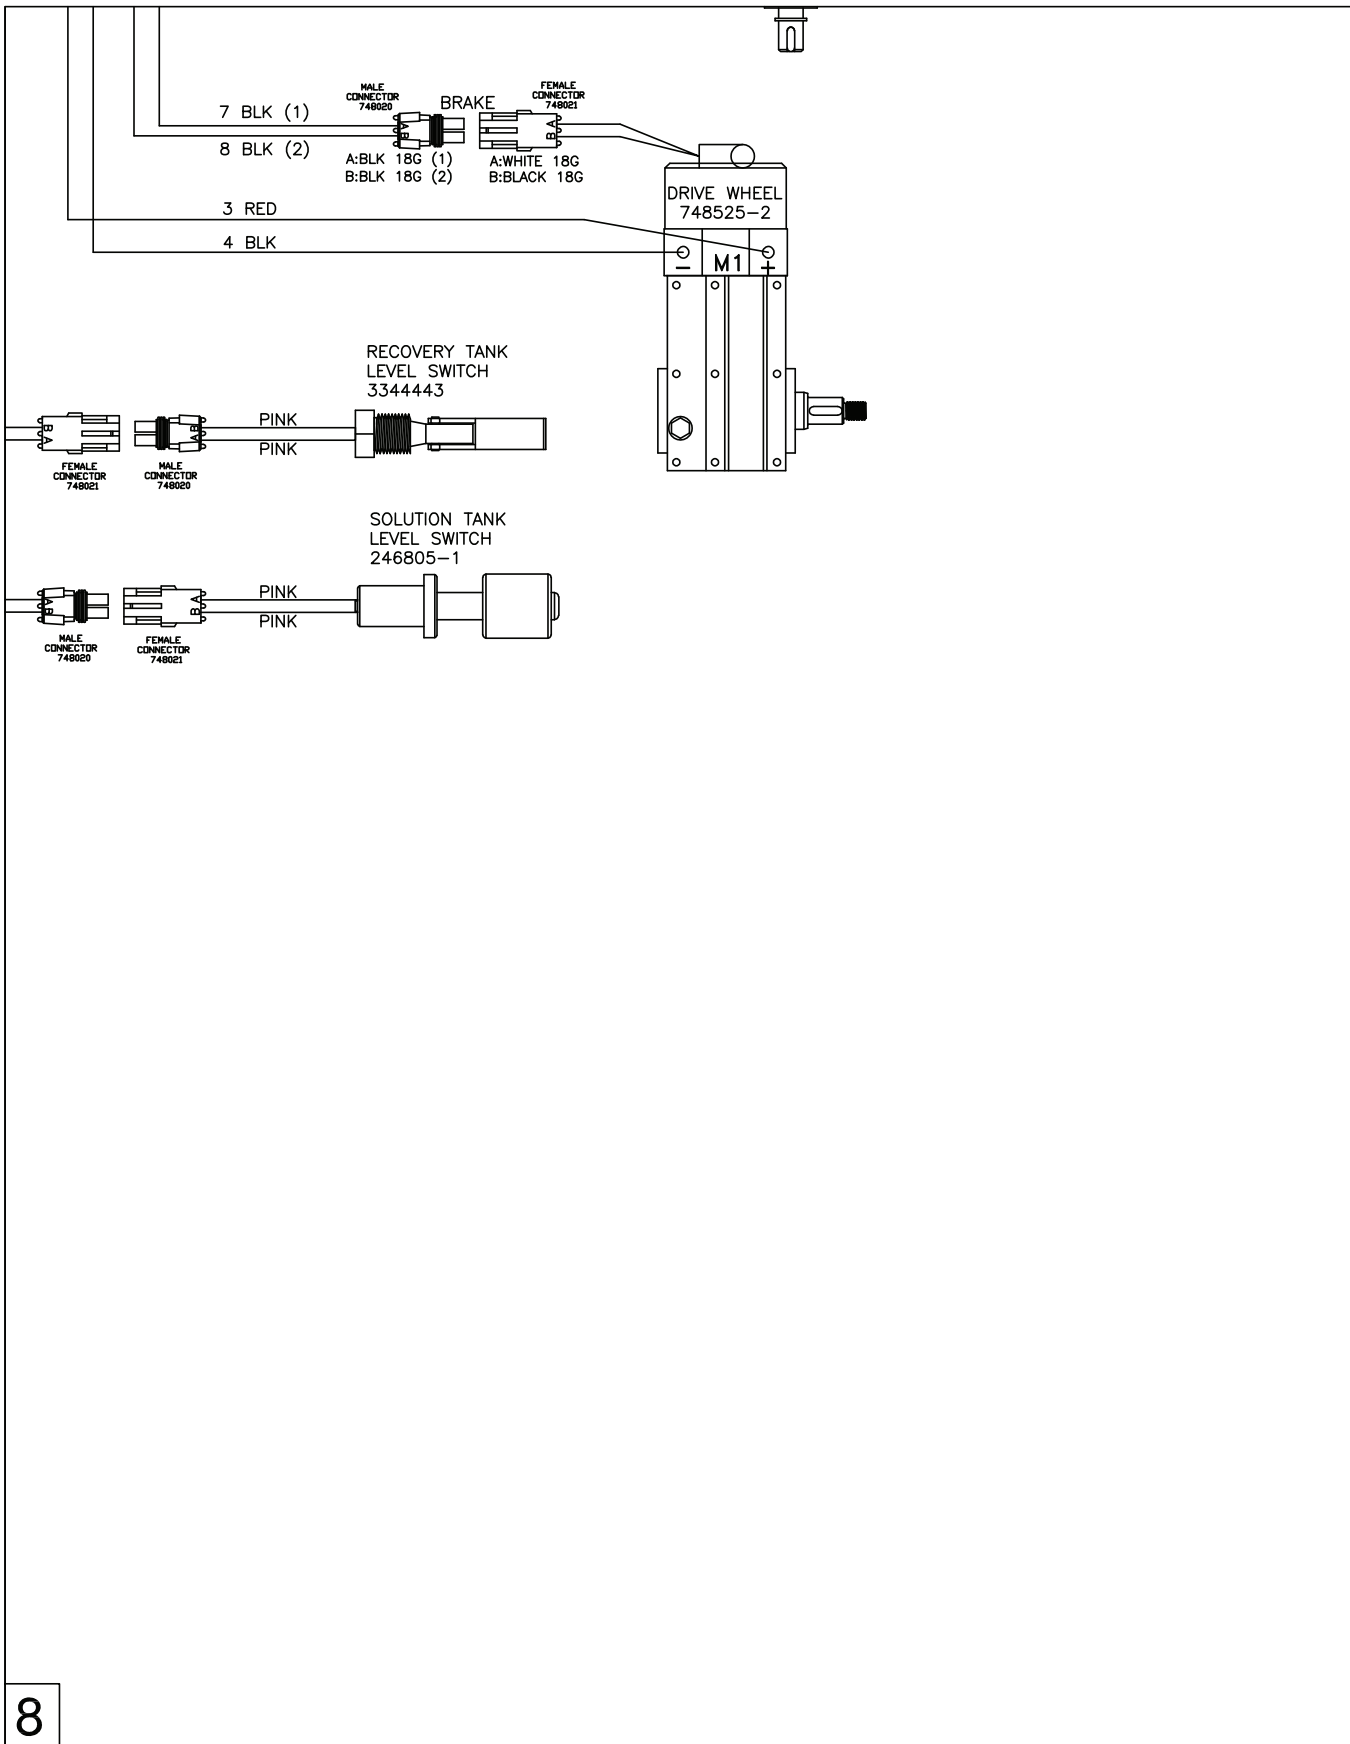 MALE
CONNECTOR
748020
BRAKE
FEMALE
CONNECTOR
748021
7 BLK (1)
8 BLK (2)
A
B
A
B
A:BLK 18G (1)
B:BLK 18G (2)
A:WHITE 18G
B:BLACK 18G
DRIVE WHEEL
748525-2
3 RED
4 BLK
- M1 +
RECOVERY TANK
LEVEL SWITCH
3344443
B
A
B
A
PINK
PINK
FEMALE
CONNECTOR
748021
MALE
CONNECTOR
748020
SOLUTION TANK
LEVEL SWITCH
246805-1
A
B
A
B
PINK
PINK
MALE
CONNECTOR
748020
FEMALE
CONNECTOR
748021
8